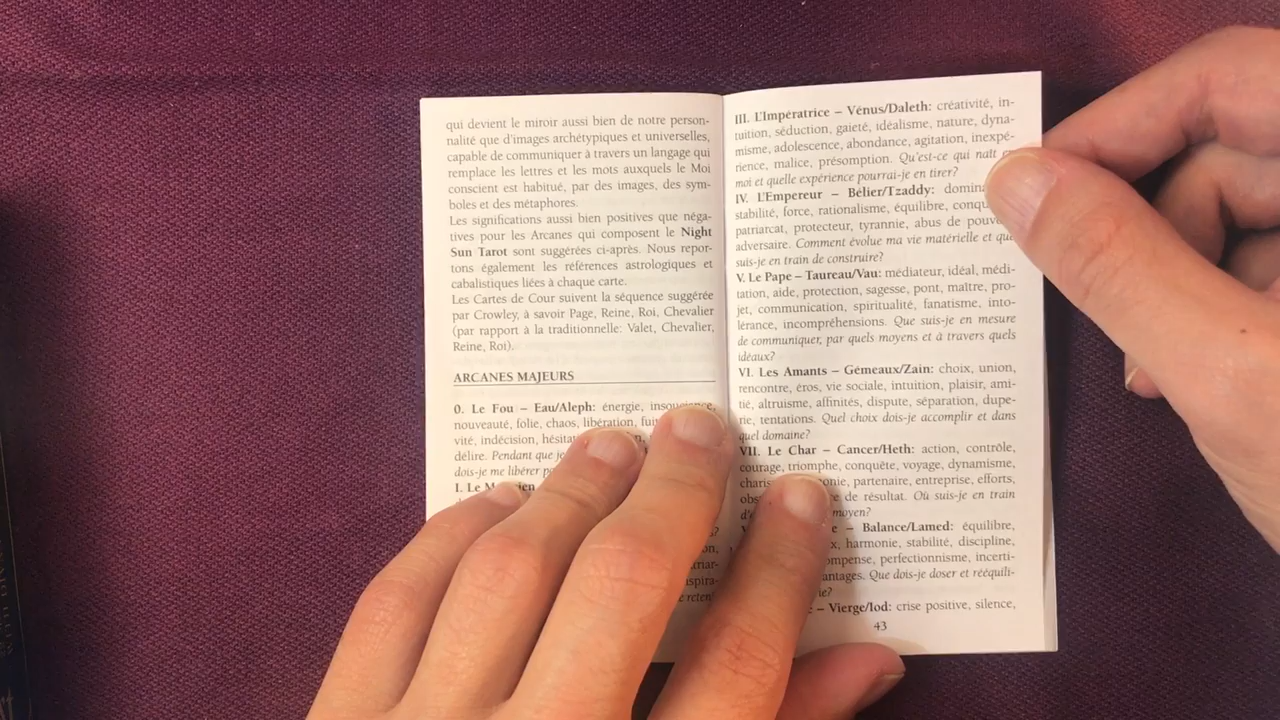 qui devient le miroir aussi bien de notre person-
nalité que d'images archétypiques et universelles,
capable de communiquer à travers un langage qui
remplace les lettres et les mots auxquels le Moi
conscient est habitué, par des images, des sym-
boles et des métaphores.
Les significations aussi bien positives que néga-
tives pour les Arcanes qui composent le Night
Sun Tarot sont suggérées ci-après. Nous repor-
tons également les références astrologiques et
cabalistiques liées à chaque carte.
Les Cartes de Cour suivent la séquence suggérée
par Crowley, à savoir Page, Reine, Roi, Chevalier
(par rapport à la traditionnelle: Valet, Chevalier,
Reine, Roi).
ARCANES MAJEURS
0. Le Fou – Eau/Aleph: énergie, insouciance,
nouveauté, folie, chaos, libération,
vité, indécision,
délire. Pendant que je
dois-je me libérer
I. Le
III. L'Impératrice – Vénus/Daleth: créativité, in-
tuition, séduction, gaieté, idéalisme, nature, dyna-
misme, adolescence, abondance, agitation, inexpé-
rience, malice, présomption. Qu'est-ce qui naît
moi et quelle expérience pourrai-je en tirer?
IV. L'Empereur – Bélier/Tzaddy:
stabilité, force, rationalisme, équilibre,
patriarcat, protecteur, tyrannie, abus de
adversaire. Comment évolue ma vie matérielle et que
suis-je en train de construire?
V. Le Pape – Taureau/Vau: médiateur, idéal, médi-
tation, aide, protection, sagesse, pont, maître, pro-
jet, communication, spiritualité, fanatisme, into-
lérance, incompréhensions. Que suis-je en mesure
de communiquer, par quels moyens et à travers quels
idéaux?
VI. Les Amants – Gémeaux/Zain: choix, union,
rencontre, éros, vie sociale, intuition, plaisir, ami-
tié, altruisme, affinités, dispute, séparation, dupe-
rie, tentations. Quel choix dois-je accomplir et dans
quel domaine?
VII. Le Char – Cancer/Heth: action, contrôle,
courage, triomphe, conquête, voyage, dynamisme,
partenaire, entreprise, efforts,
de résultat. Où suis-je en train
moyen?
– Balance/Lamed: équilibre,
harmonie, stabilité, discipline,
perfectionnisme, incerti-
Que dois-je doser et rééquili-
– Vierge/Iod: crise positive, silence,
43